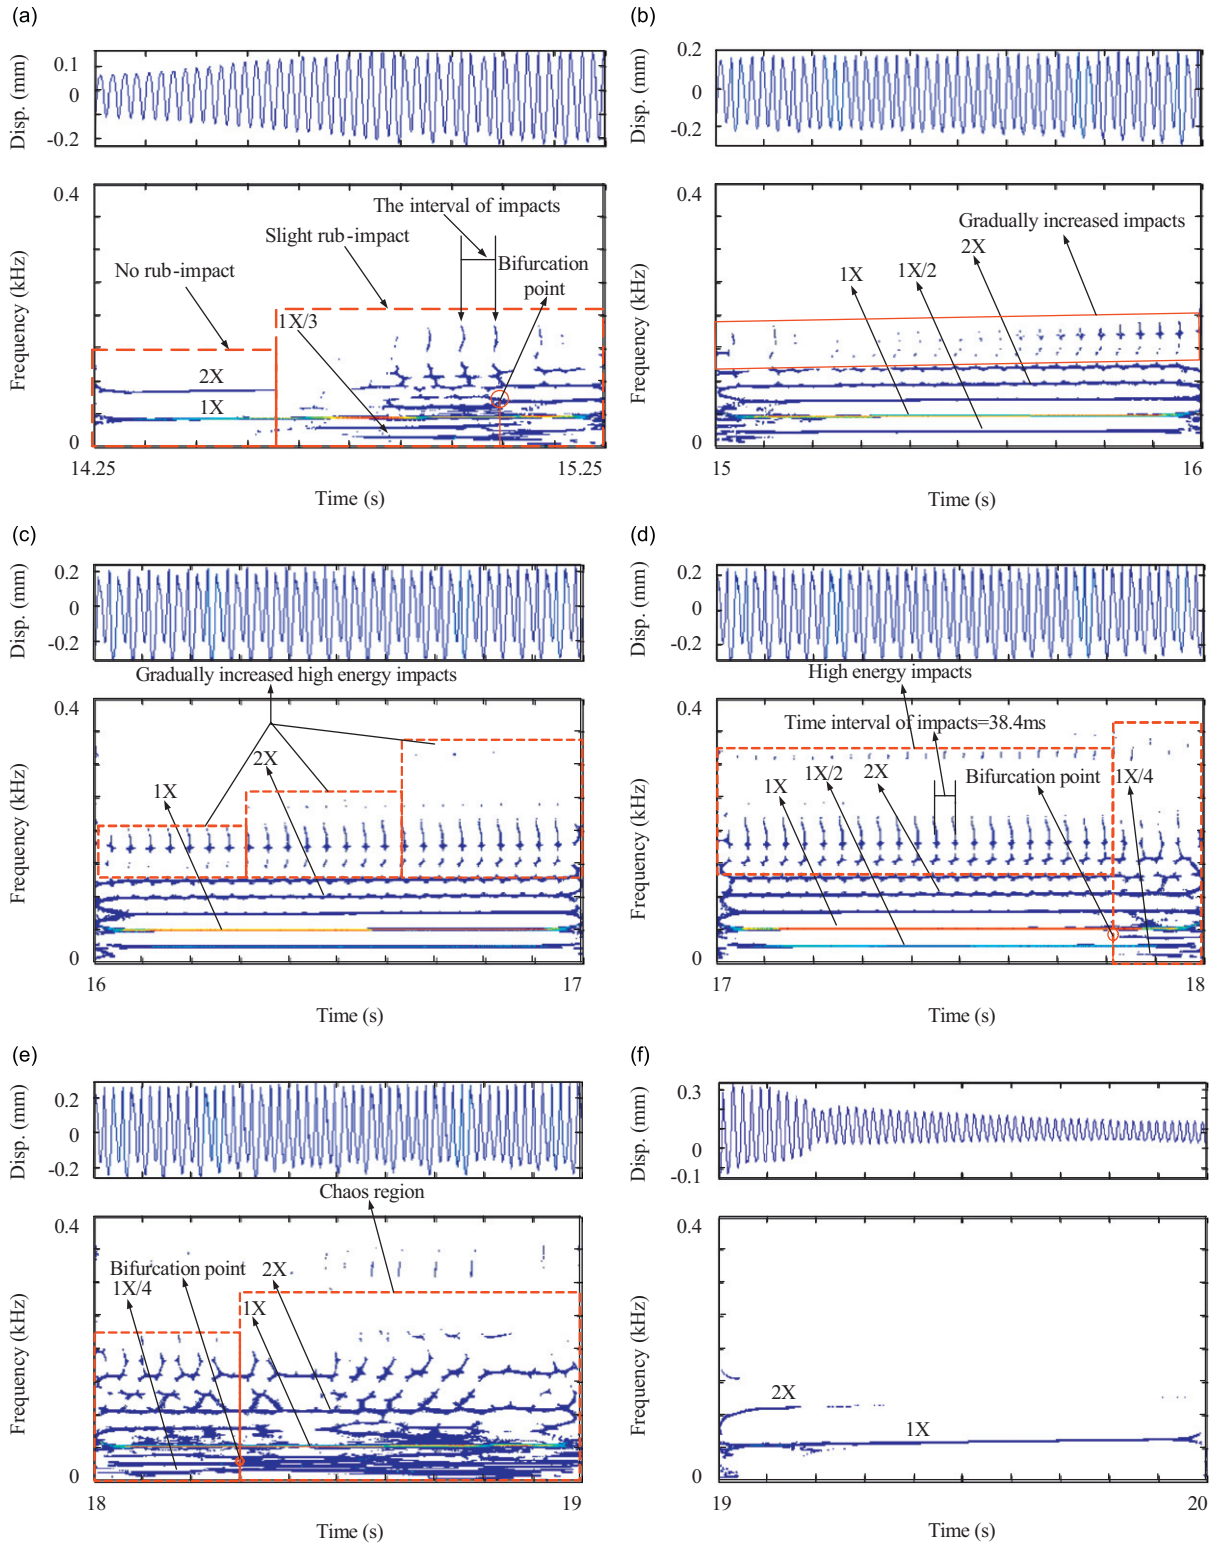 (a)
Disp. (mm)
0.1
0
-0.2
Frequency (kHz)
0.4
0
The interval of impacts
Slight rub-impact
No rub-impact
Bifurcation
point
1X/3
2X
1X
14.25
15.25
Time (s)
(b)
Disp. (mm)
0.2
0
-0.2
Frequency (kHz)
0.4
0
Gradually increased impacts
2X
1X/2
1X
15
16
Time (s)
(c)
Disp. (mm)
0.2
0
-0.2
Gradually increased high energy impacts
Frequency (kHz)
0.4
0
2X
1X
16
17
Time (s)
(d)
Disp. (mm)
0.2
0
-0.2
High energy impacts
Frequency (kHz)
0.4
0
Time interval of impacts=38.4ms
1X
1X/2
2X
Bifurcation point
1X/4
17
18
Time (s)
(e)
Disp. (mm)
0.2
0
-0.2
Chaos region
Frequency (kHz)
0.4
0
Bifurcation point
2X
1X/4
1X
18
19
Time (s)
(f)
Disp. (mm)
0.3
0
-0.1
Frequency (kHz)
0.4
0
2X
1X
19
20
Time (s)